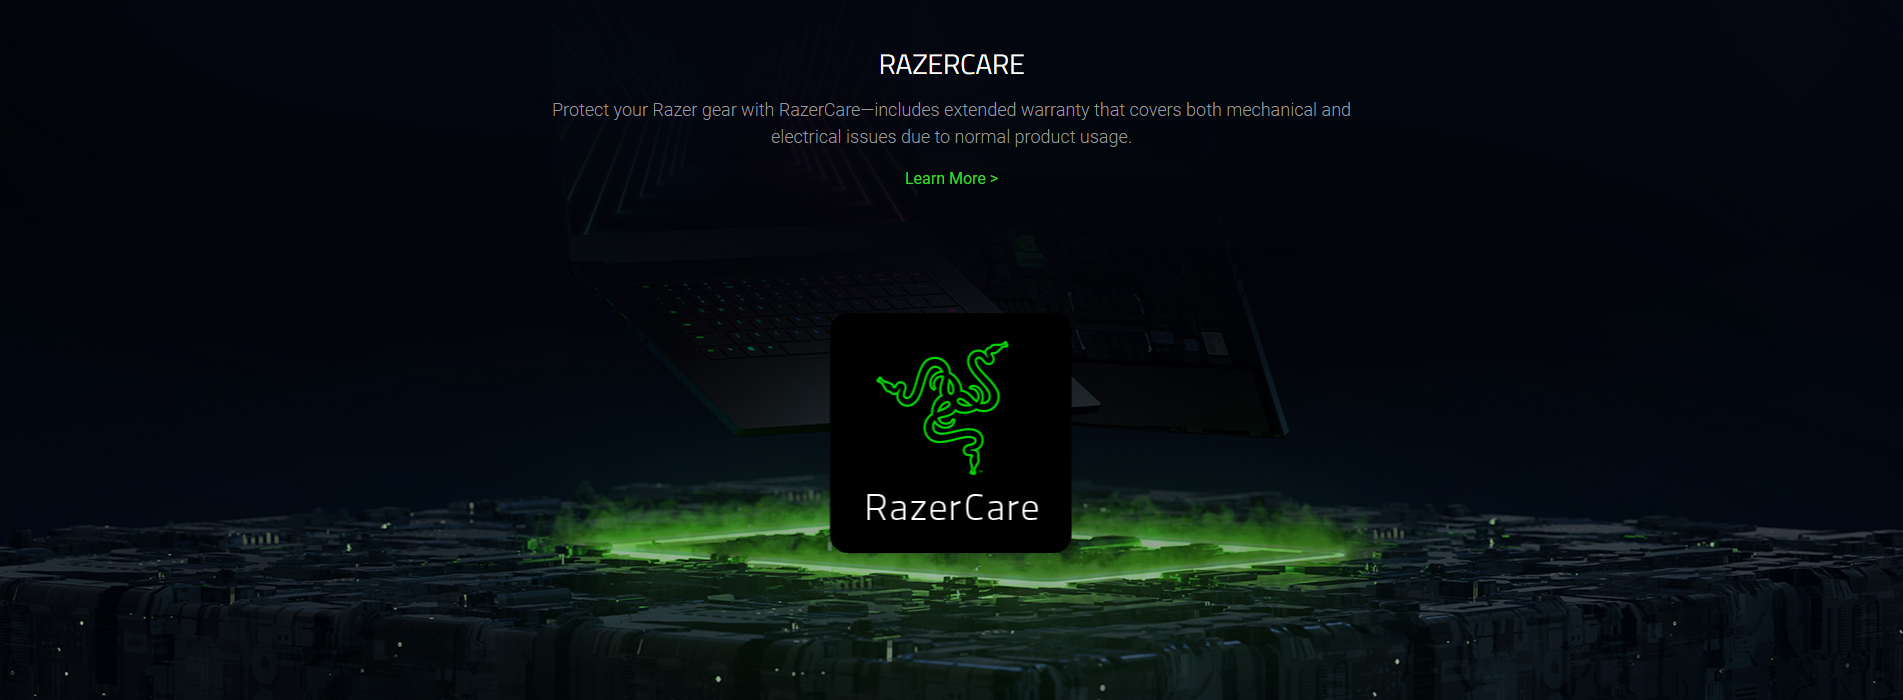 RAZERCARE
Protect your Razer gear with RazerCare—includes extended warranty that covers both mechanical and
electrical issues due to normal product usage.
Learn More >
RazerCare